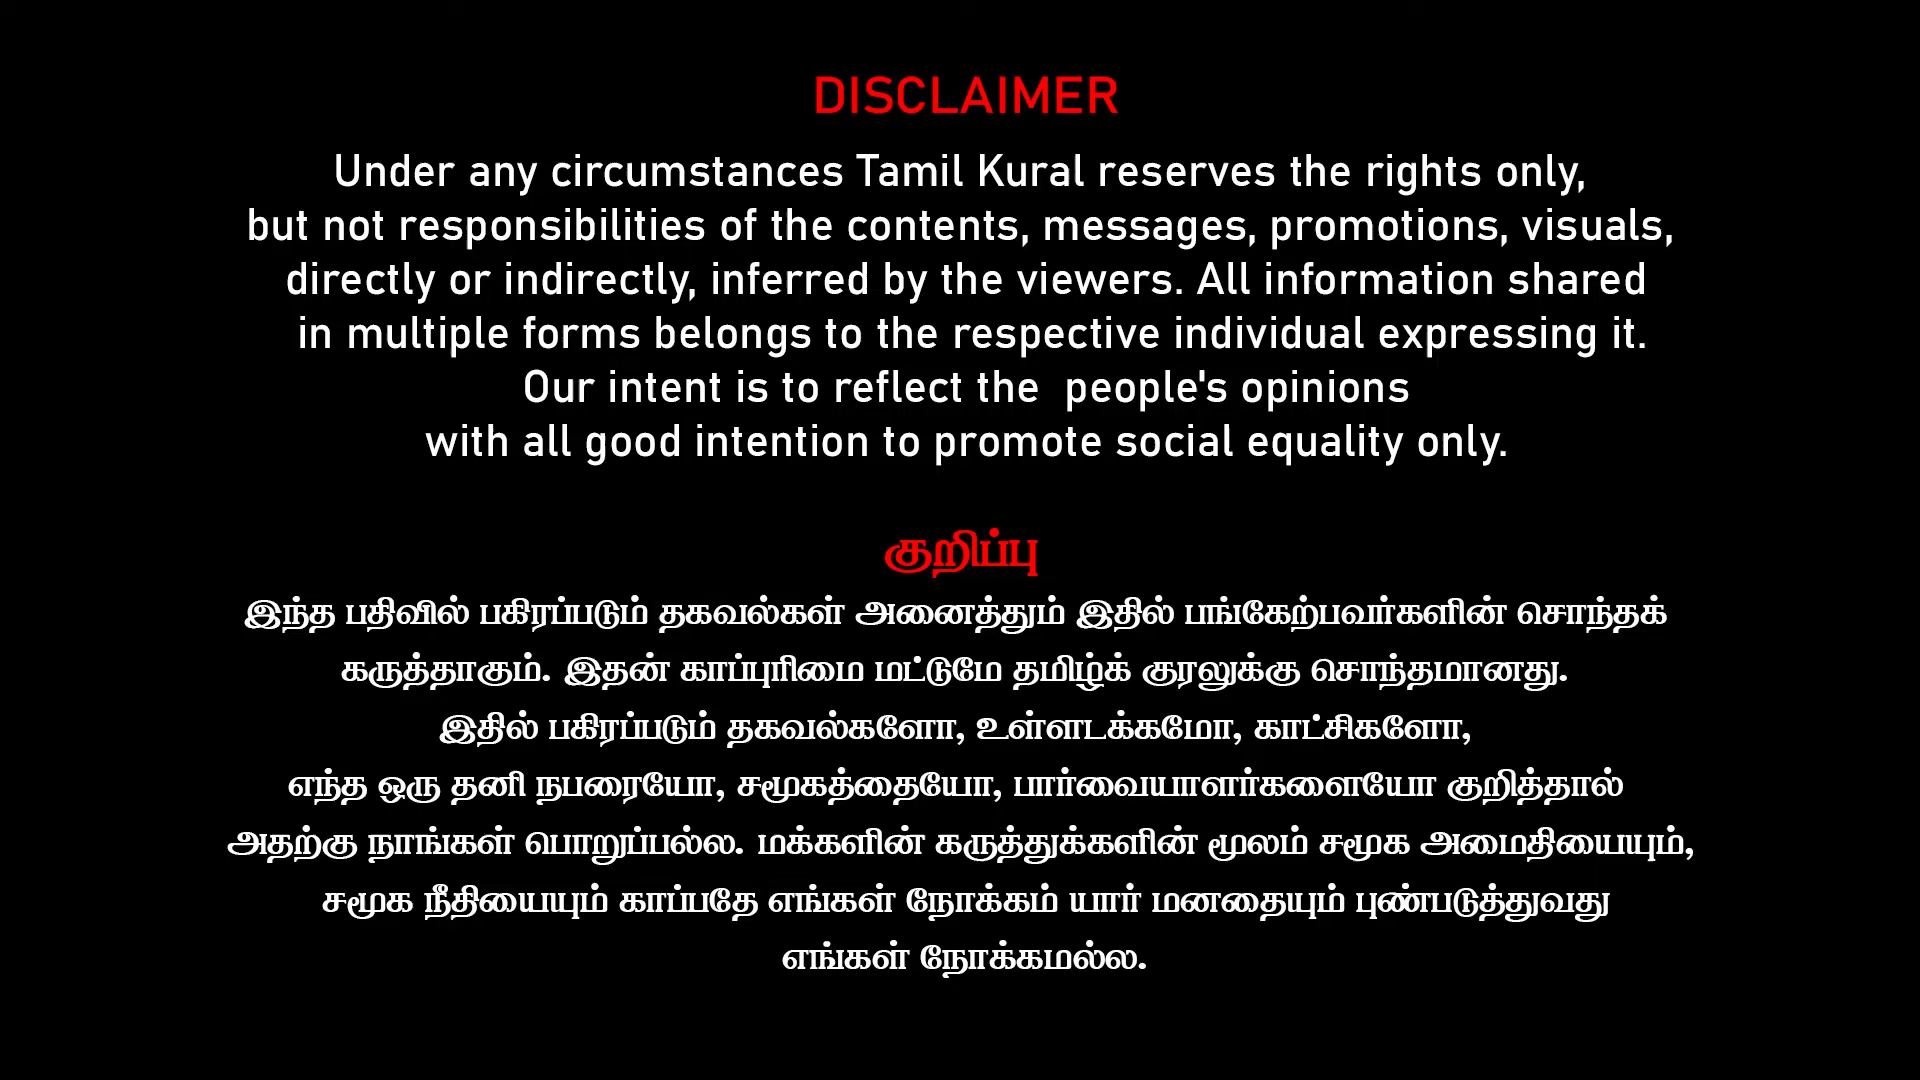 DISCLAIMER
Under any circumstances Tamil Kural reserves the rights only,
but not responsibilities of the contents, messages, promotions, visuals,
directly or indirectly, inferred by the viewers. All information shared
in multiple forms belongs to the respective individual expressing it.
Our intent is to reflect the  people's opinions
with all good intention to promote social equality only.
குறிப்பு
இந்த பதிவில் பகிரப்படும் தகவல்கள் அனைத்தும் இதில் பங்கேற்பவர்களின் சொந்தக்
கருத்தாகும். இதன் காப்புரிமை மட்டுமே தமிழ்க் குரலுக்கு சொந்தமானது.
இதில் பகிரப்படும் தகவல்களோ, உள்ளடக்கமோ, காட்சிகளோ,
எந்த ஒரு தனி நபரையோ, சமூகத்தையோ, பார்வையாளர்களையோ குறித்தால்
அதற்கு நாங்கள் பொறுப்பல்ல. மக்களின் கருத்துக்களின் மூலம் சமூக அமைதியையும்,
சமூக நீதியையும் காப்பதே எங்கள் நோக்கம் யார் மனதையும் புண்படுத்துவது
எங்கள் நோக்கமல்ல.